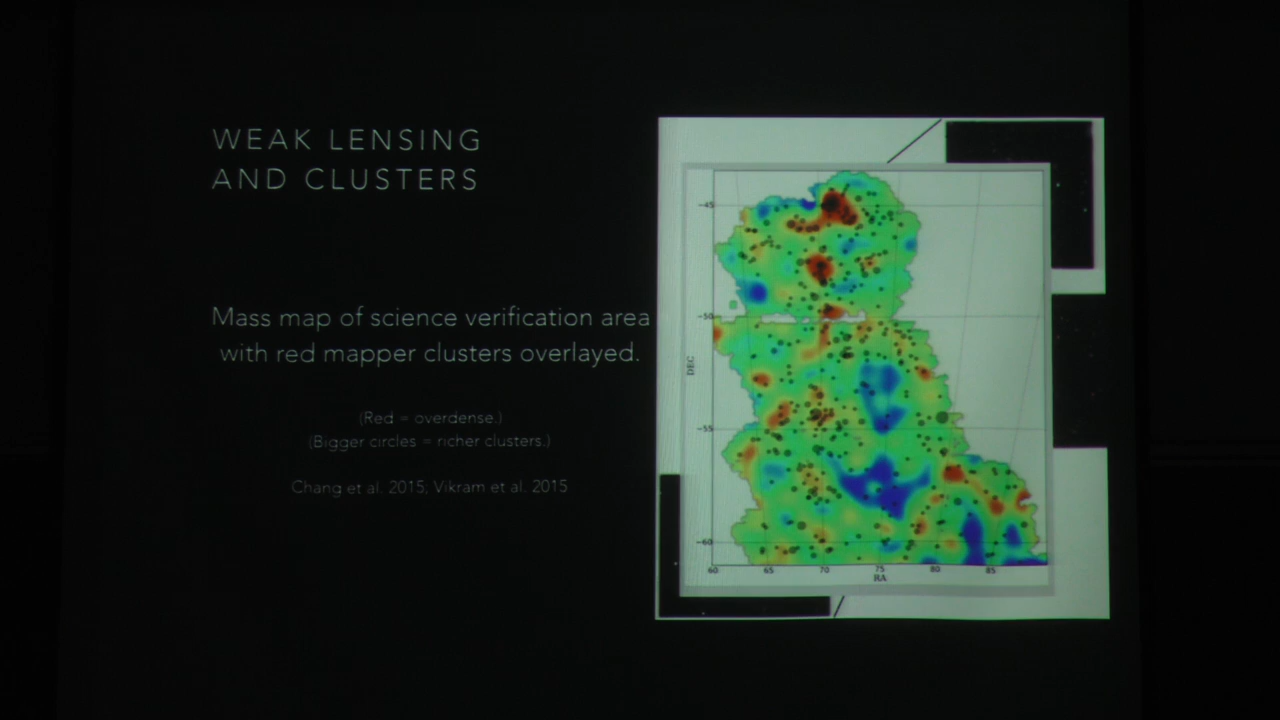 WEAK LENSING
AND CLUSTERS
Mass map of science verification area
with red mapper clusters overlayed.
(Red = overdense.)
(Bigger circles = richer clusters.)
Chang et al. 2015, Vikram et al. 2015
−45
−50
DEC
−55
−60
60 65 70 75 80 85
RA